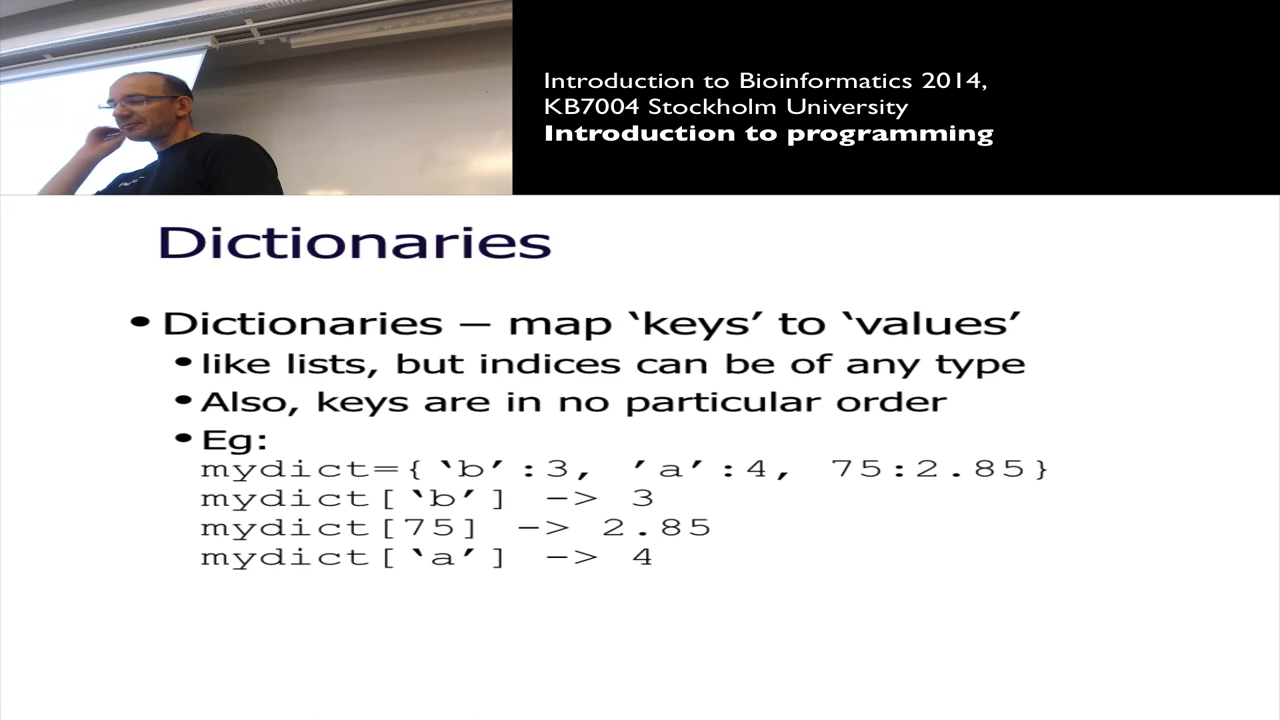 Introduction to Bioinformatics 2014,
KB7004 Stockholm University
Introduction to programming
Dictionaries
• Dictionaries – map ‘keys’ to ‘values’
• like lists, but indices can be of any type
• Also, keys are in no particular order
• Eg:
mydict={‘b’:3, ’a’:4, 75:2.85}
mydict[‘b’] -> 3
mydict[75] -> 2.85
mydict[‘a’] -> 4